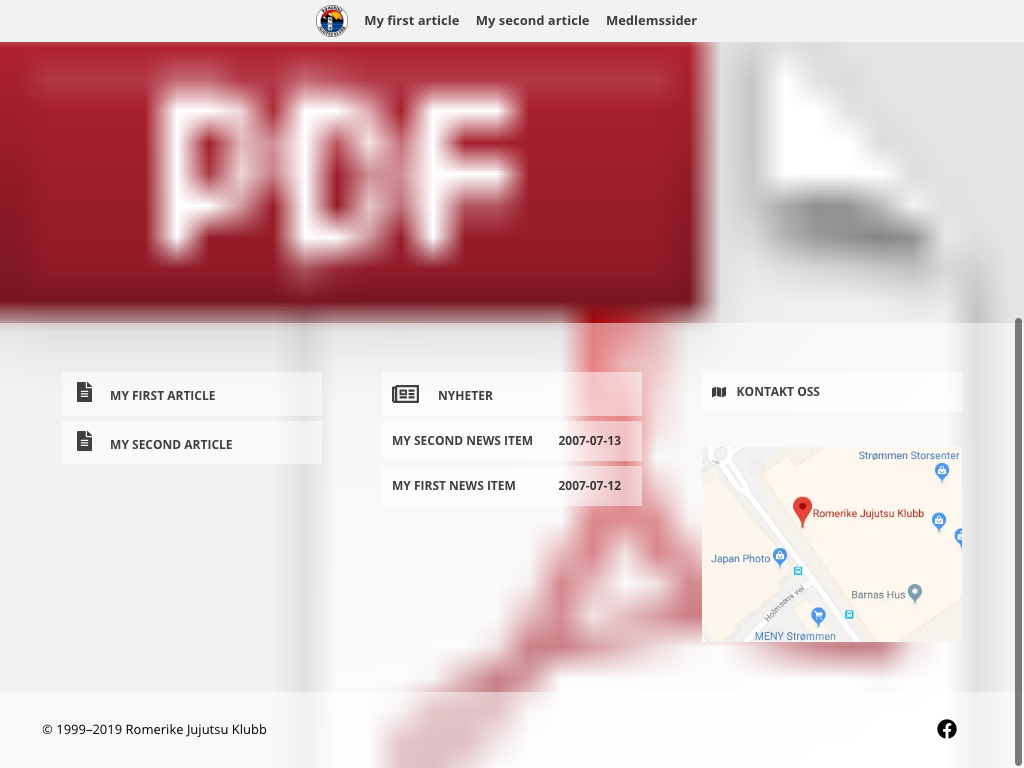 My first article My second article Medlemssider
PDF
MY FIRST ARTICLE
MY SECOND ARTICLE
NYHETER
MY SECOND NEWS ITEM 2007-07-13
MY FIRST NEWS ITEM 2007-07-12
KONTAKT OSS
Strømmen Storsenter
Romerike Jujutsu Klubb
Japan Photo
Barnas Hus
Holmsens vei
MENY Strømmen
© 1999–2019 Romerike Jujutsu Klubb